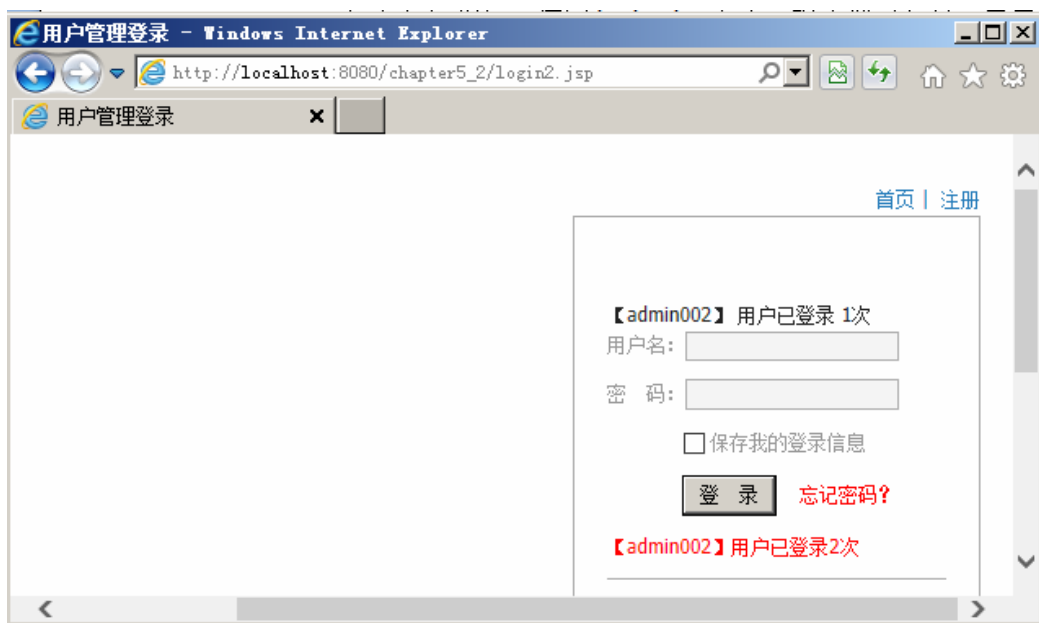 用户管理登录 - Windows Internet Explorer
http://localhost:8080/chapter5_2/login2.jsp
用户管理登录
首页 | 注册
【admin002】 用户已登录 1次
用户名:
密 码:
保存我的登录信息
登 录 忘记密码?
【admin002】用户已登录2次